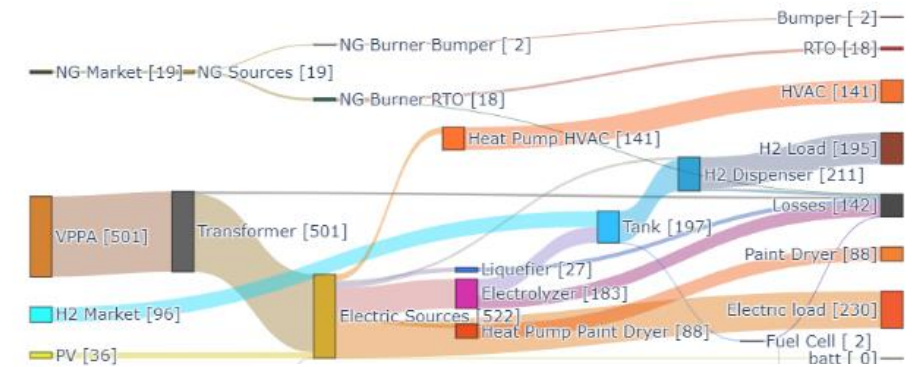 Bumper [ 2]
NG Burner Bumper [ 2]
RTO [18]
NG Market [19]
NG Sources [19]
HVAC [141]
NG Burner RTO [18]
Heat Pump HVAC [141]
H2 Load [195]
H2 Dispenser [211]
Losses [142]
VPPA [501]
Transformer [501]
Tank [197]
Paint Dryer [88]
Liquefier [27]
Electrolyzer [183]
H2 Market [96]
Electric Sources [522]
Electric load [230]
Heat Pump Paint Dryer [88]
Fuel Cell [ 2]
PV [36]
batt [ 0]